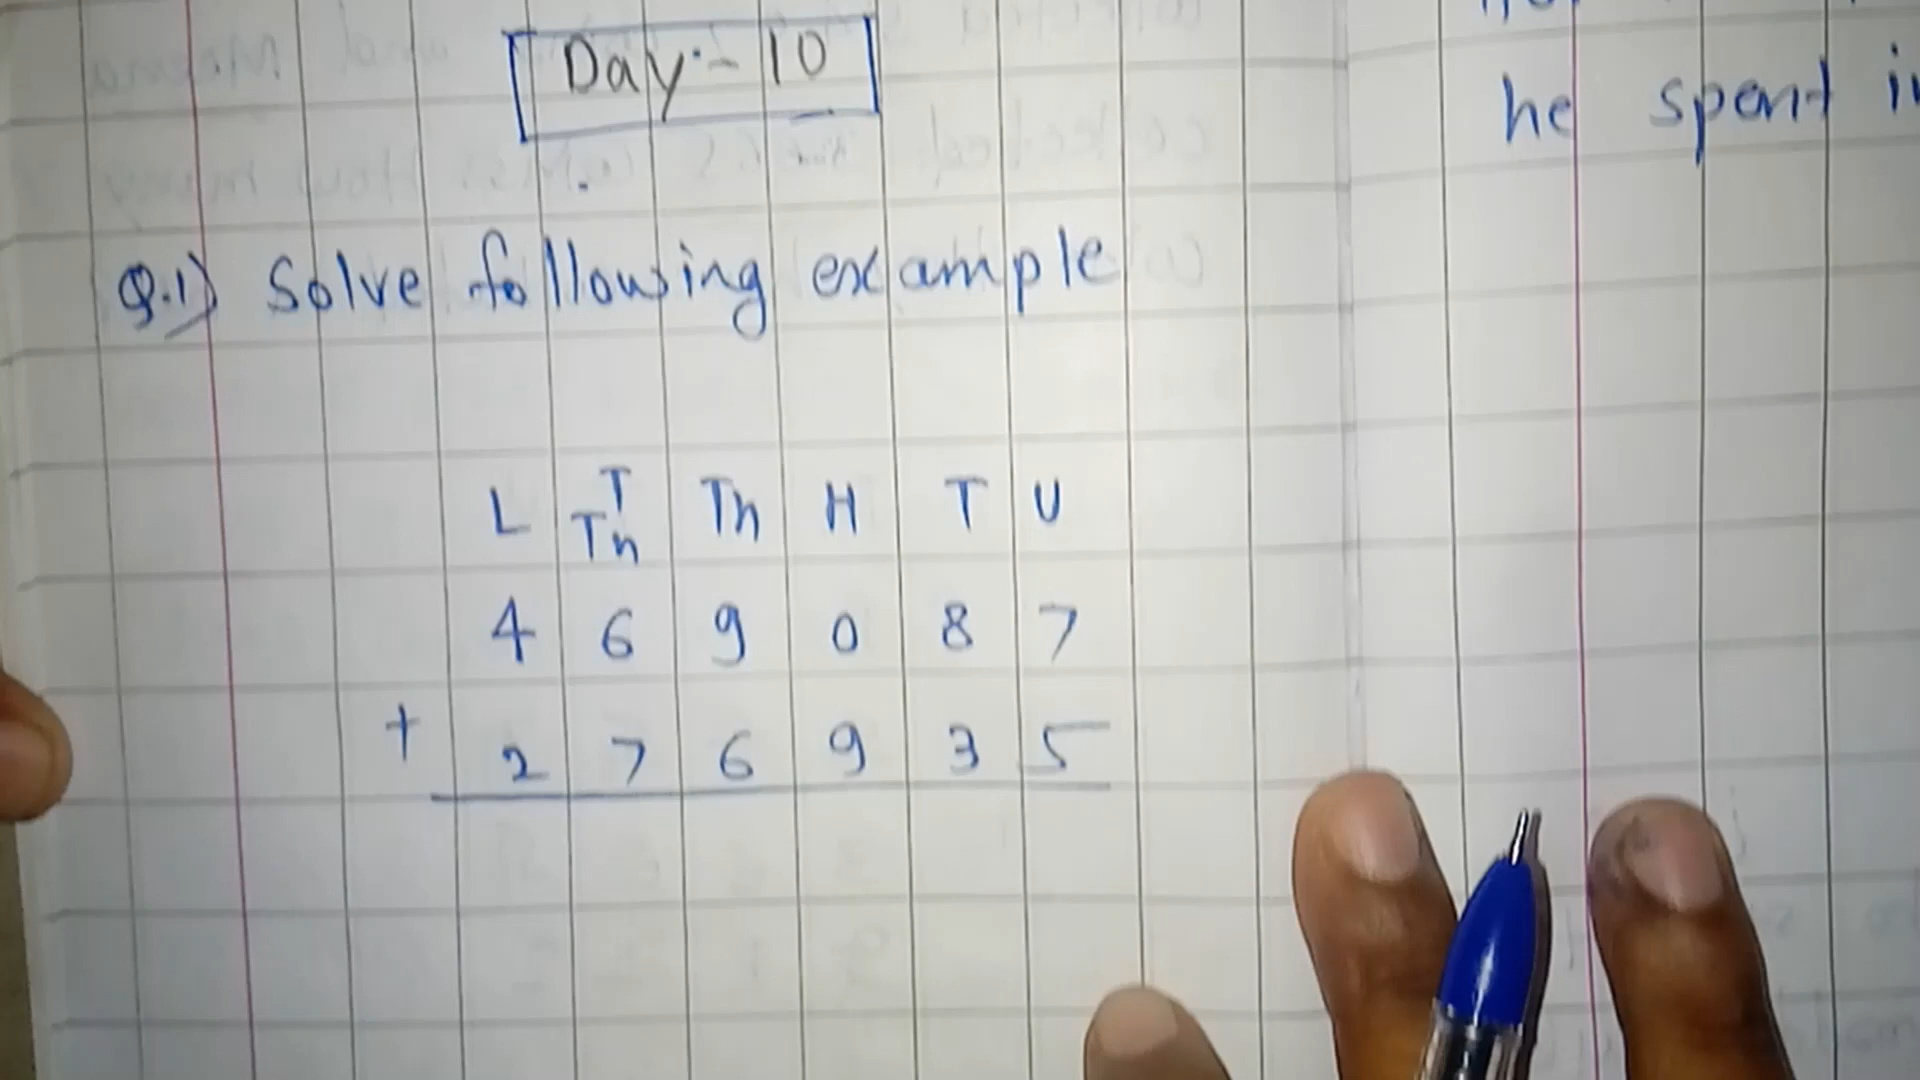 Day:- 10
Q.1) Solve following example
L T Th Th H T U
4 6 9 0 8 7
+ 2 7 6 9 3 5
he spent